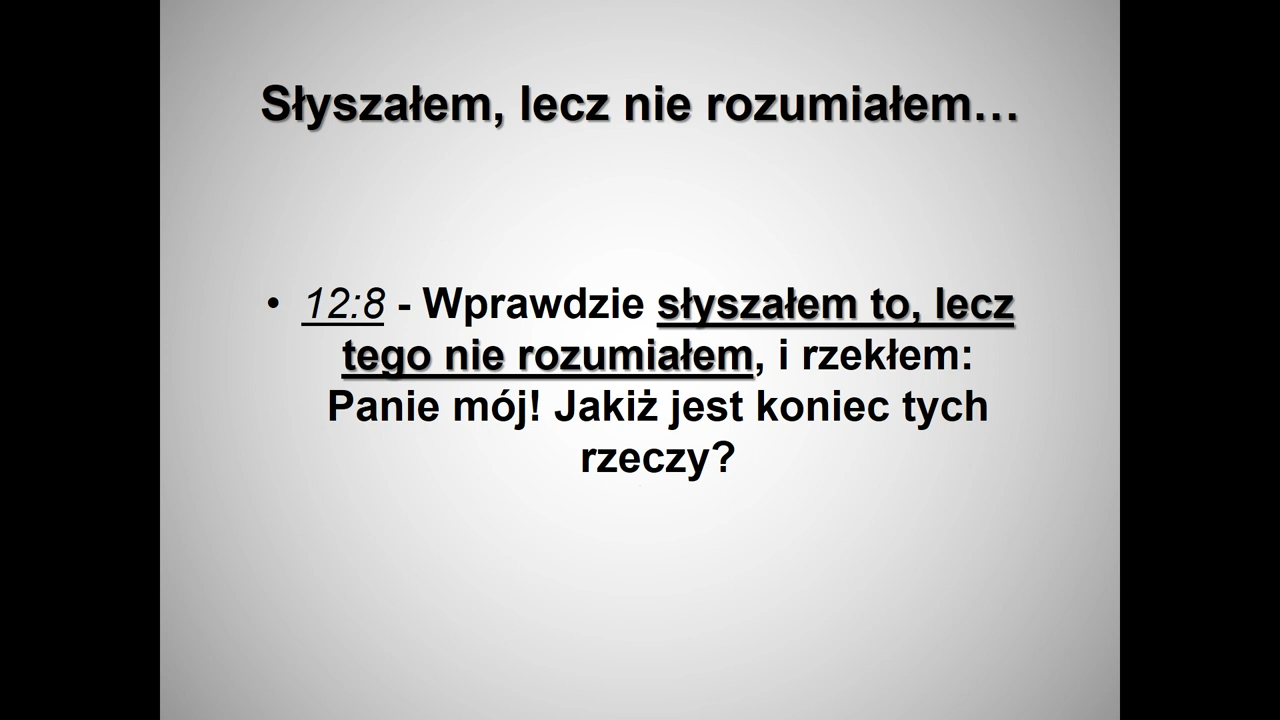 Słyszałem, lecz nie rozumiałem…
• 12:8 - Wprawdzie słyszałem to, lecz
tego nie rozumiałem, i rzekłem:
Panie mój! Jakiż jest koniec tych
rzeczy?